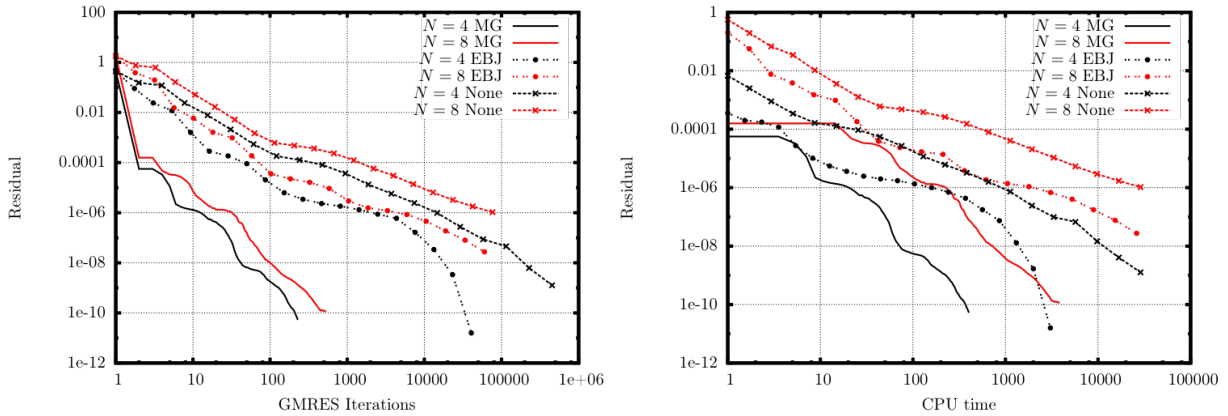 100
1
0.01
0.0001
1e-06
1e-08
1e-10
1e-12
Residual
1
10
100
1000
10000
100000
1e+06
GMRES Iterations
N = 4 MG
N = 8 MG
N = 4 EBJ
N = 8 EBJ
N = 4 None
N = 8 None
1
0.01
0.0001
1e-06
1e-08
1e-10
1e-12
Residual
1
10
100
1000
10000
100000
CPU time
N = 4 MG
N = 8 MG
N = 4 EBJ
N = 8 EBJ
N = 4 None
N = 8 None